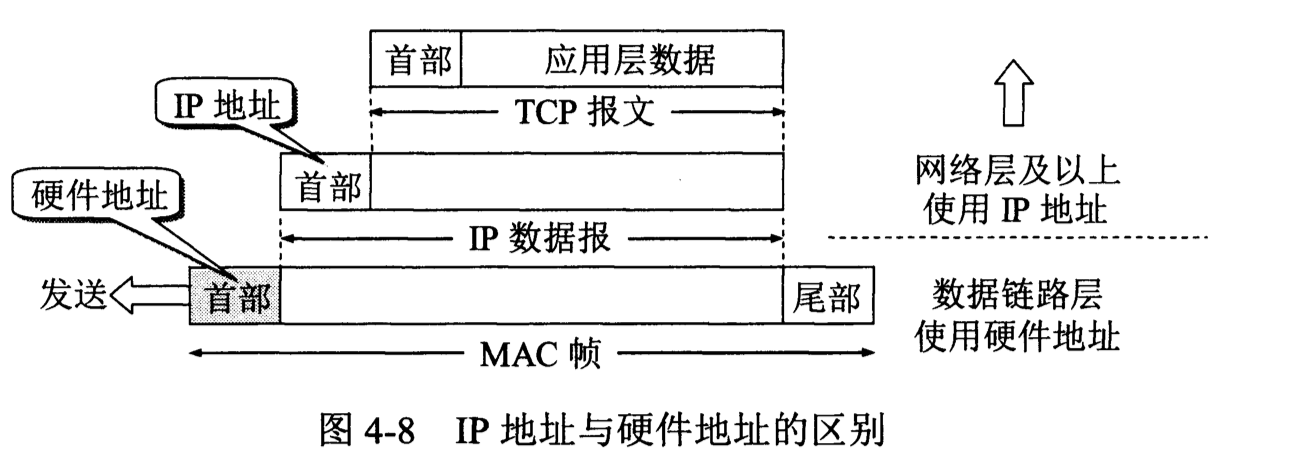 首部 应用层数据
IP 地址
TCP 报文
首部
网络层及以上
使用 IP 地址
硬件地址
IP 数据报
发送 首部 尾部
数据链路层
使用硬件地址
MAC 帧
图 4-8 IP 地址与硬件地址的区别